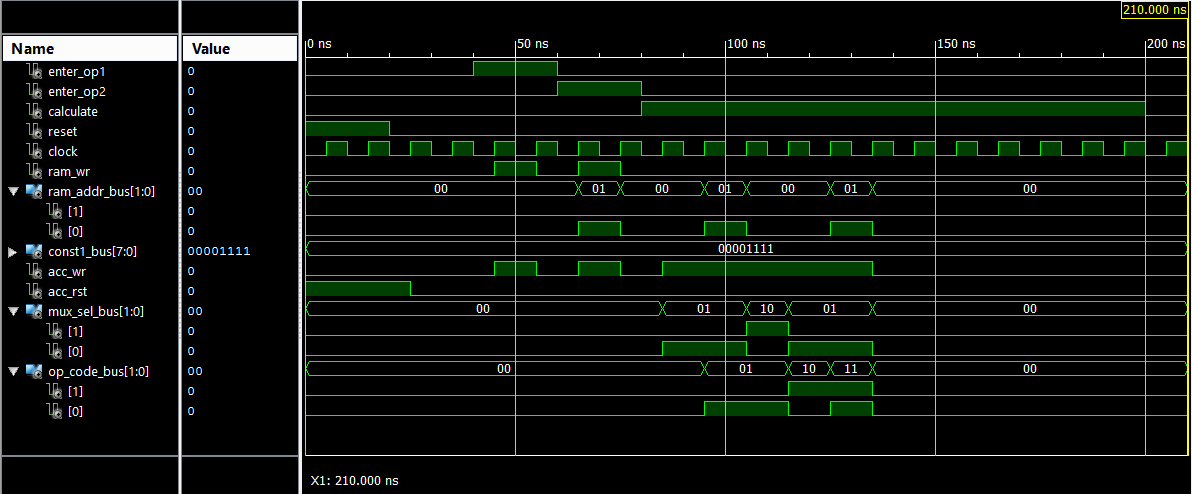 210.000 ns
Name Value
0 ns 50 ns 100 ns 150 ns 200 ns
enter_op1 0
enter_op2 0
calculate 0
reset 0
clock 0
ram_wr 0
ram_addr_bus[1:0] 00 00 01 00 01 00 01 00
[1] 0
[0] 0
const1_bus[7:0] 00001111 00001111
acc_wr 0
acc_rst 0
mux_sel_bus[1:0] 00 00 01 10 01 00
[1] 0
[0] 0
op_code_bus[1:0] 00 00 01 10 11 00
[1] 0
[0] 0
X1: 210.000 ns